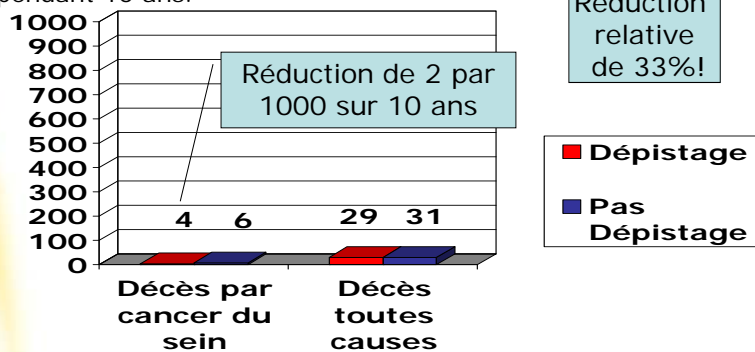 pendant 10 ans.
Réduction
relative
de 33%!
1000
900
800
700
600
500
400
300
200
100
0
Réduction de 2 par
1000 sur 10 ans
4 6 29 31
Décès par
cancer du
sein
Décès
toutes
causes
Dépistage
Pas
Dépistage